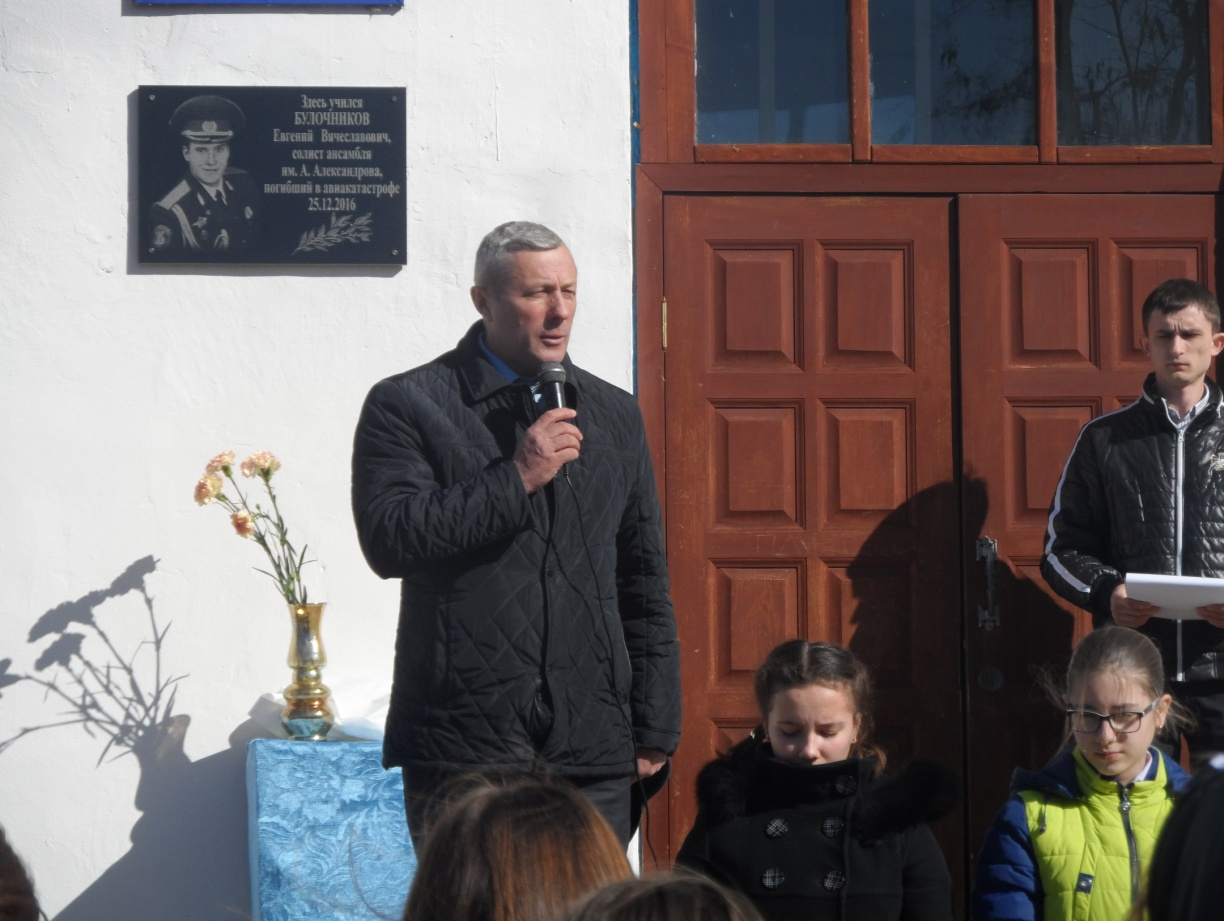 Здесь учился
БУЛОЧНИКОВ
Евгений Вячеславович,
солист ансамбля
им. А. Александрова,
погибший в авиакатастрофе
25.12.2016